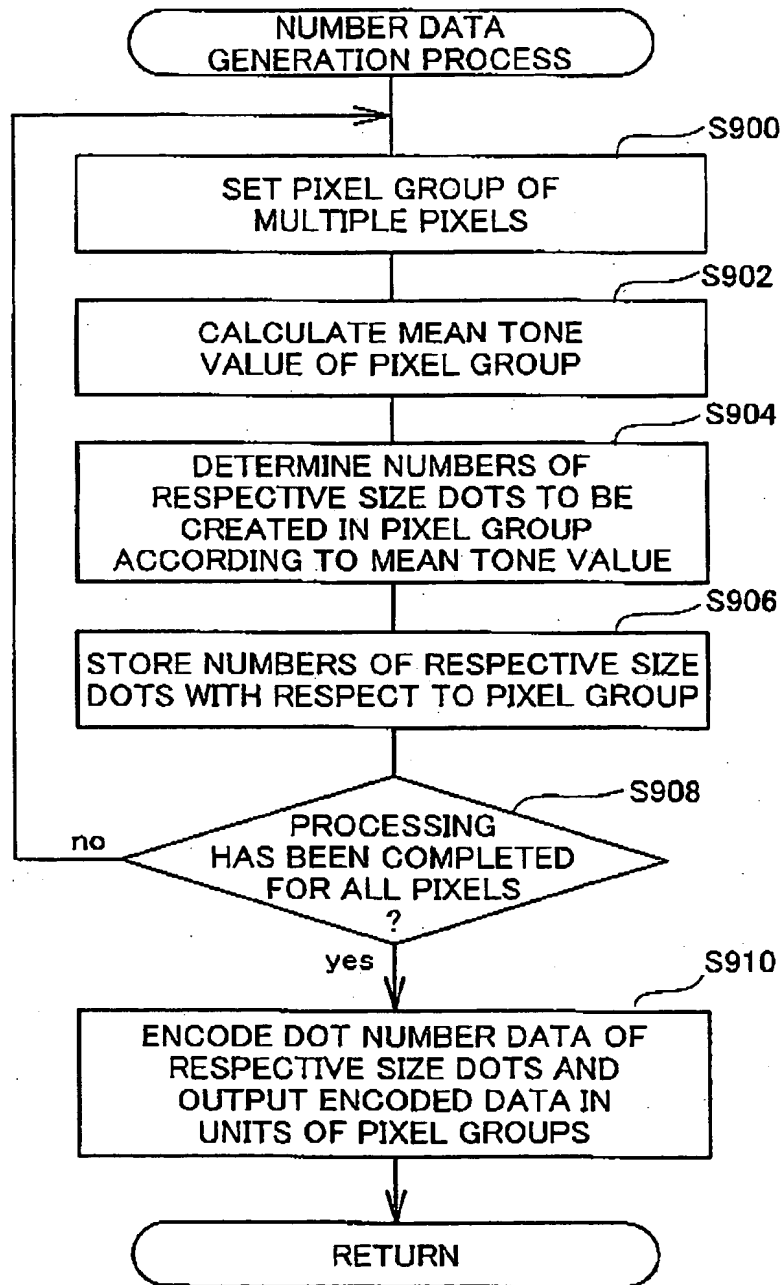 NUMBER DATA
GENERATION PROCESS
S900
SET PIXEL GROUP OF
MULTIPLE PIXELS
S902
CALCULATE MEAN TONE
VALUE OF PIXEL GROUP
S904
DETERMINE NUMBERS OF
RESPECTIVE SIZE DOTS TO BE
CREATED IN PIXEL GROUP
ACCORDING TO MEAN TONE VALUE
S906
STORE NUMBERS OF RESPECTIVE SIZE
DOTS WITH RESPECT TO PIXEL GROUP
S908
no
PROCESSING
HAS BEEN COMPLETED
FOR ALL PIXELS
?
yes
S910
ENCODE DOT NUMBER DATA OF
RESPECTIVE SIZE DOTS AND
OUTPUT ENCODED DATA IN
UNITS OF PIXEL GROUPS
RETURN